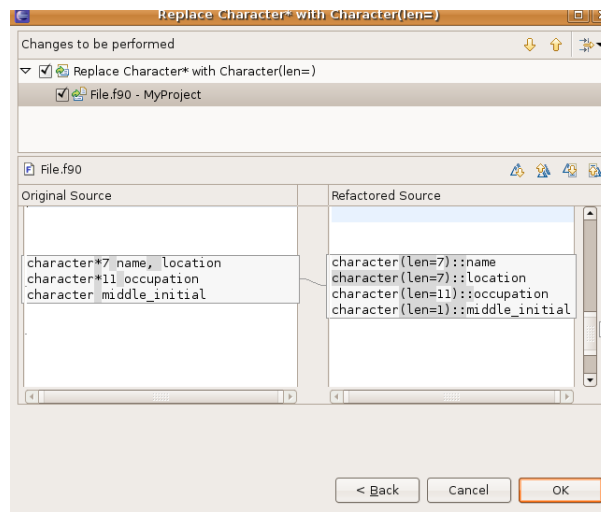 Replace Character* with Character(len=)
Changes to be performed
Replace Character* with Character(len=)
File.f90 - MyProject
File.f90
Original Source
Refactored Source
character*7 name, location
character*11 occupation
character middle_initial
character(len=7)::name
character(len=7)::location
character(len=11)::occupation
character(len=1)::middle_initial
< Back
Cancel
OK